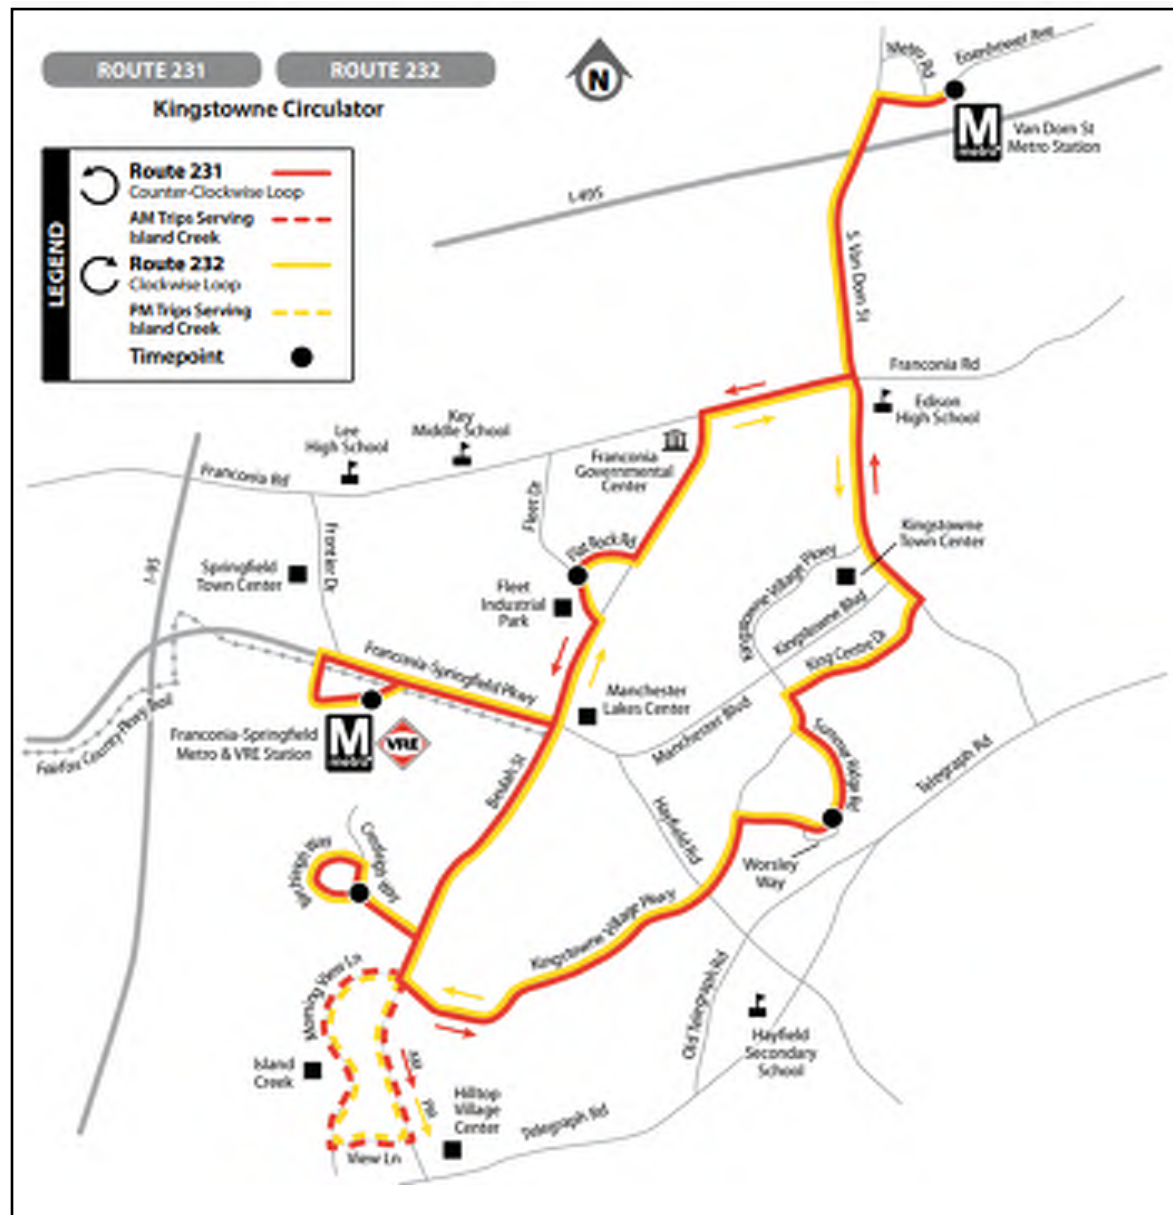 ROUTE 231
ROUTE 232
Kingstowne Circulator
N
LEGEND
Route 231
Counter-Clockwise Loop
AM Trips Serving
Island Creek
Route 232
Clockwise Loop
PM Trips Serving
Island Creek
Timepoint
Metro Rd
Eisenhower Ave
M
metro
Van Dorn St
Metro Station
I-495
S Van Dorn St
Franconia Rd
Edison
High School
Key
Middle School
Lee
High School
Franconia Rd
Franconia
Governmental
Center
Fleet Dr
Frontier Dr
Flat Rock Rd
Kingstowne
Town Center
I-95
Springfield
Town Center
Fleet
Industrial
Park
Kingstowne Village Pkwy
Kingstowne Blvd
King Centre Dr
Franconia-Springfield Pkwy
Manchester
Lakes Center
Manchester Blvd
Fairfax County Pkwy Trail
Franconia-Springfield
Metro & VRE Station
M
metro
VRE
Beulah St
Summer Ridge Rd
Telegraph Rd
Hayfield Rd
Worsley
Way
Crestleigh Way
Kingstowne Village Pkwy
Morning View Ln
Old Telegraph Rd
Hayfield
Secondary
School
Island
Creek
AM
PM
Hilltop
Village
Center
Telegraph Rd
View Ln